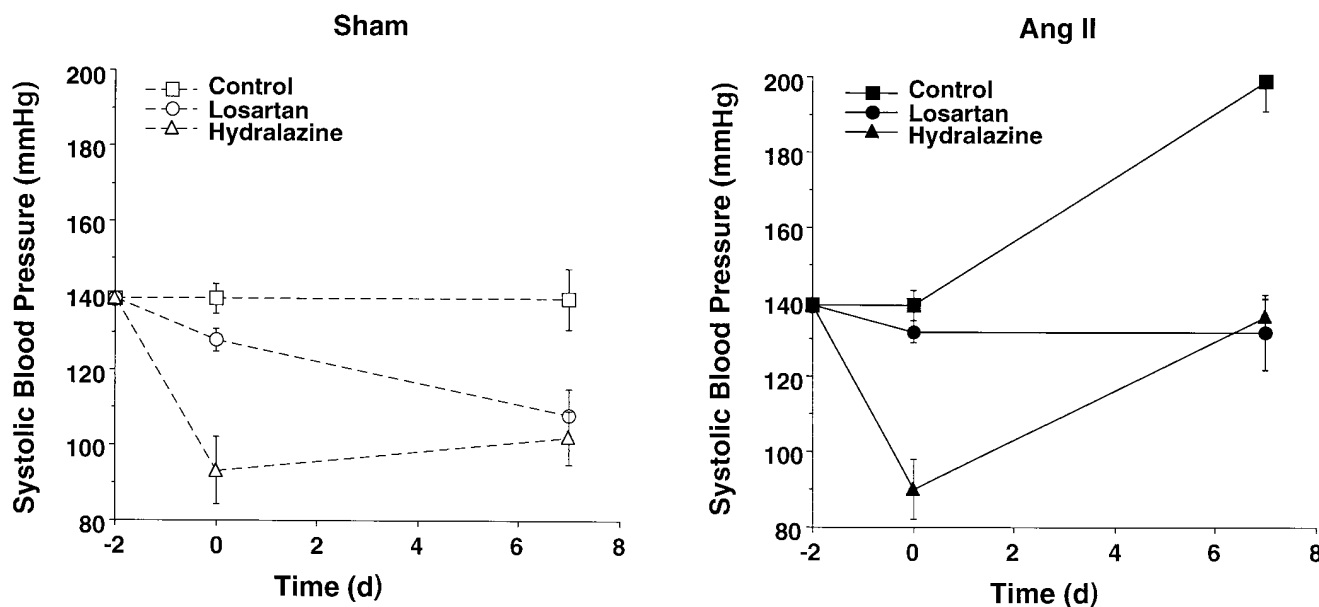 Sham
Systolic Blood Pressure (mmHg)
200
180
160
140
120
100
80
Control
Losartan
Hydralazine
-2
0
2
4
6
8
Time (d)
Ang II
Systolic Blood Pressure (mmHg)
200
180
160
140
120
100
80
Control
Losartan
Hydralazine
-2
0
2
4
6
8
Time (d)